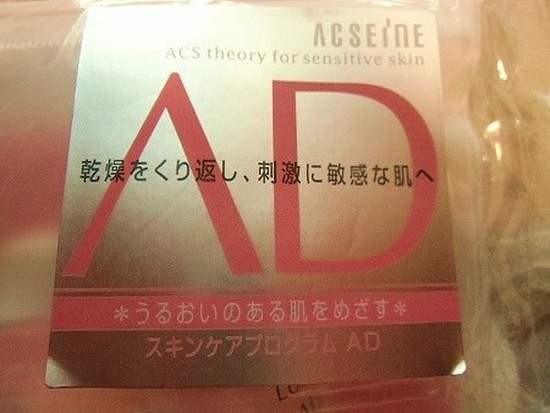 ACSEINE
ACS theory for sensitive skin
AD
乾燥をくり返し、刺激に敏感な肌へ
*うるおいのある肌をめざす*
スキンケアプログラム AD